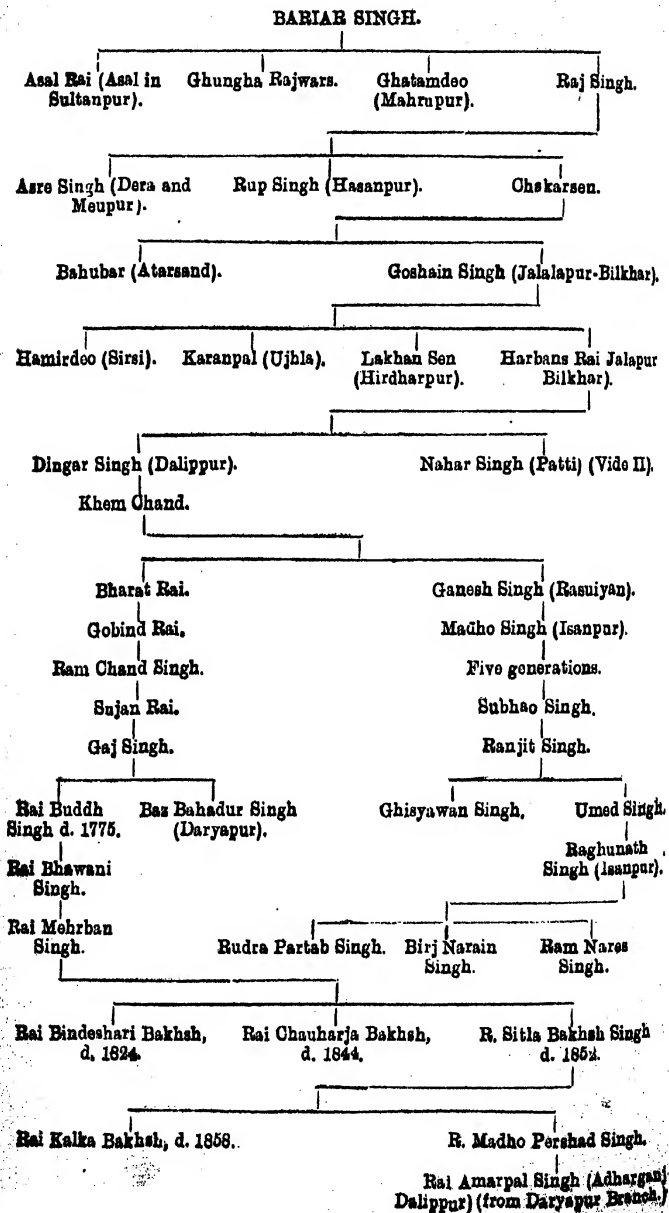 BARIAR SINGH.
Asal Rai (Asal in
Sultanpur).
Ghungha Rajwars.
Ghatamdeo
(Mahrupur).
Raj Singh.
Asre Singh (Dera and
Meupur).
Rup Singh (Hasanpur).
Chakarsen.
Bahubar (Atarsand).
Goshain Singh (Jalalapur-Bilkhar).
Hamirdeo (Sirsi).
Karanpal (Ujhla).
Lakhan Sen
(Hirdharpur).
Harbans Rai Jalapur
Bilkhar).
Dingar Singh (Dalippur).
Nahar Singh (Patti) (Vide II).
Khem Chand.
Bharat Rai.
Ganesh Singh (Rasuiyan).
Gobind Rai.
Madho Singh (Isanpur).
Ram Chand Singh.
Five generations.
Sujan Rai.
Subhao Singh.
Gaj Singh.
Ranjit Singh.
Rai Buddh
Singh d. 1775.
Baz Bahadur Singh
(Daryapur).
Ghisyawan Singh.
Umed Singh.
Rai Bhawani
Singh.
Raghunath
Singh (Isanpur).
Rai Mehrban
Singh.
Rudra Partab Singh.
Birj Narain
Singh.
Ram Nares
Singh.
Rai Bindeshari Bakhsh,
d. 1824.
Rai Chauharja Bakhsh,
d. 1844.
R. Sitla Bakhsh Singh
d. 1852.
Rai Kalka Bakhsh, d. 1858.
R. Madho Pershad Singh.
Rai Amarpal Singh (Adharganj
Dalippur) (from Daryapur Branch.)